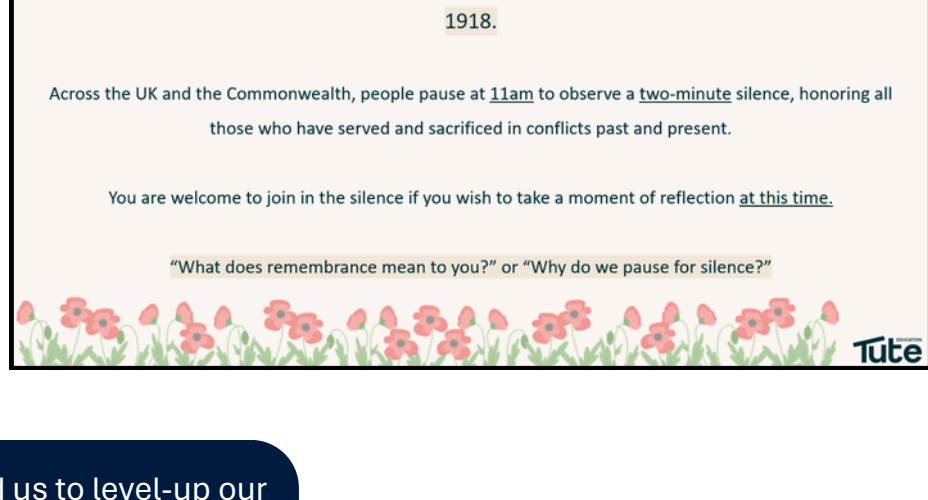 1918.
Across the UK and the Commonwealth, people pause at 11am to observe a two-minute silence, honoring all
those who have served and sacrificed in conflicts past and present.
You are welcome to join in the silence if you wish to take a moment of reflection at this time.
“What does remembrance mean to you?” or “Why do we pause for silence?”
EDUCATION
Tute
us to level-up our